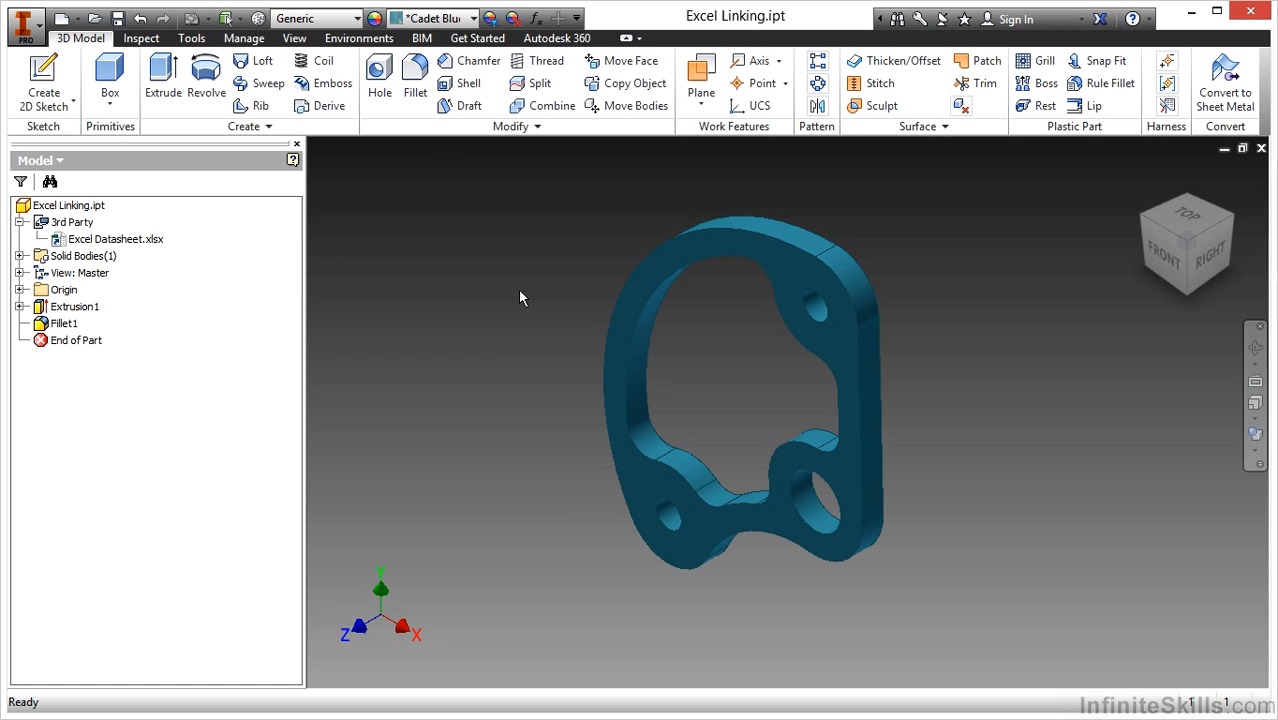 PRO
Generic
*Cadet Blu
fx
Excel Linking.ipt
Sign In
3D Model Inspect Tools Manage View Environments BIM Get Started Autodesk 360
Create 2D Sketch
Box
Extrude
Revolve
Loft
Sweep
Rib
Coil
Emboss
Derive
Hole
Fillet
Chamfer
Shell
Draft
Thread
Split
Combine
Move Face
Copy Object
Move Bodies
Plane
Axis
Point
UCS
Thicken/Offset
Stitch
Sculpt
Patch
Trim
Grill
Boss
Rest
Snap Fit
Rule Fillet
Lip
Convert to Sheet Metal
Sketch Primitives Create Modify Work Features Pattern Surface Plastic Part Harness Convert
Model
Excel Linking.ipt
3rd Party
Excel Datasheet.xlsx
Solid Bodies(1)
View: Master
Origin
Extrusion1
Fillet1
End of Part
TOP
FRONT
RIGHT
Y
Z
X
Ready
1 1
InfiniteSkills.com